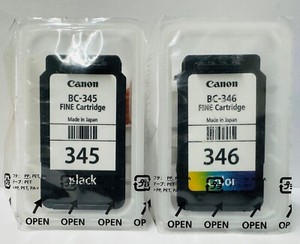 Canon
BC-345
FINE Cartridge
Made in Japan
345
Black
OPEN OPEN OPEN
Canon
BC-346
FINE Cartridge
Made in Japan
346
Color
OPEN OPEN OPEN